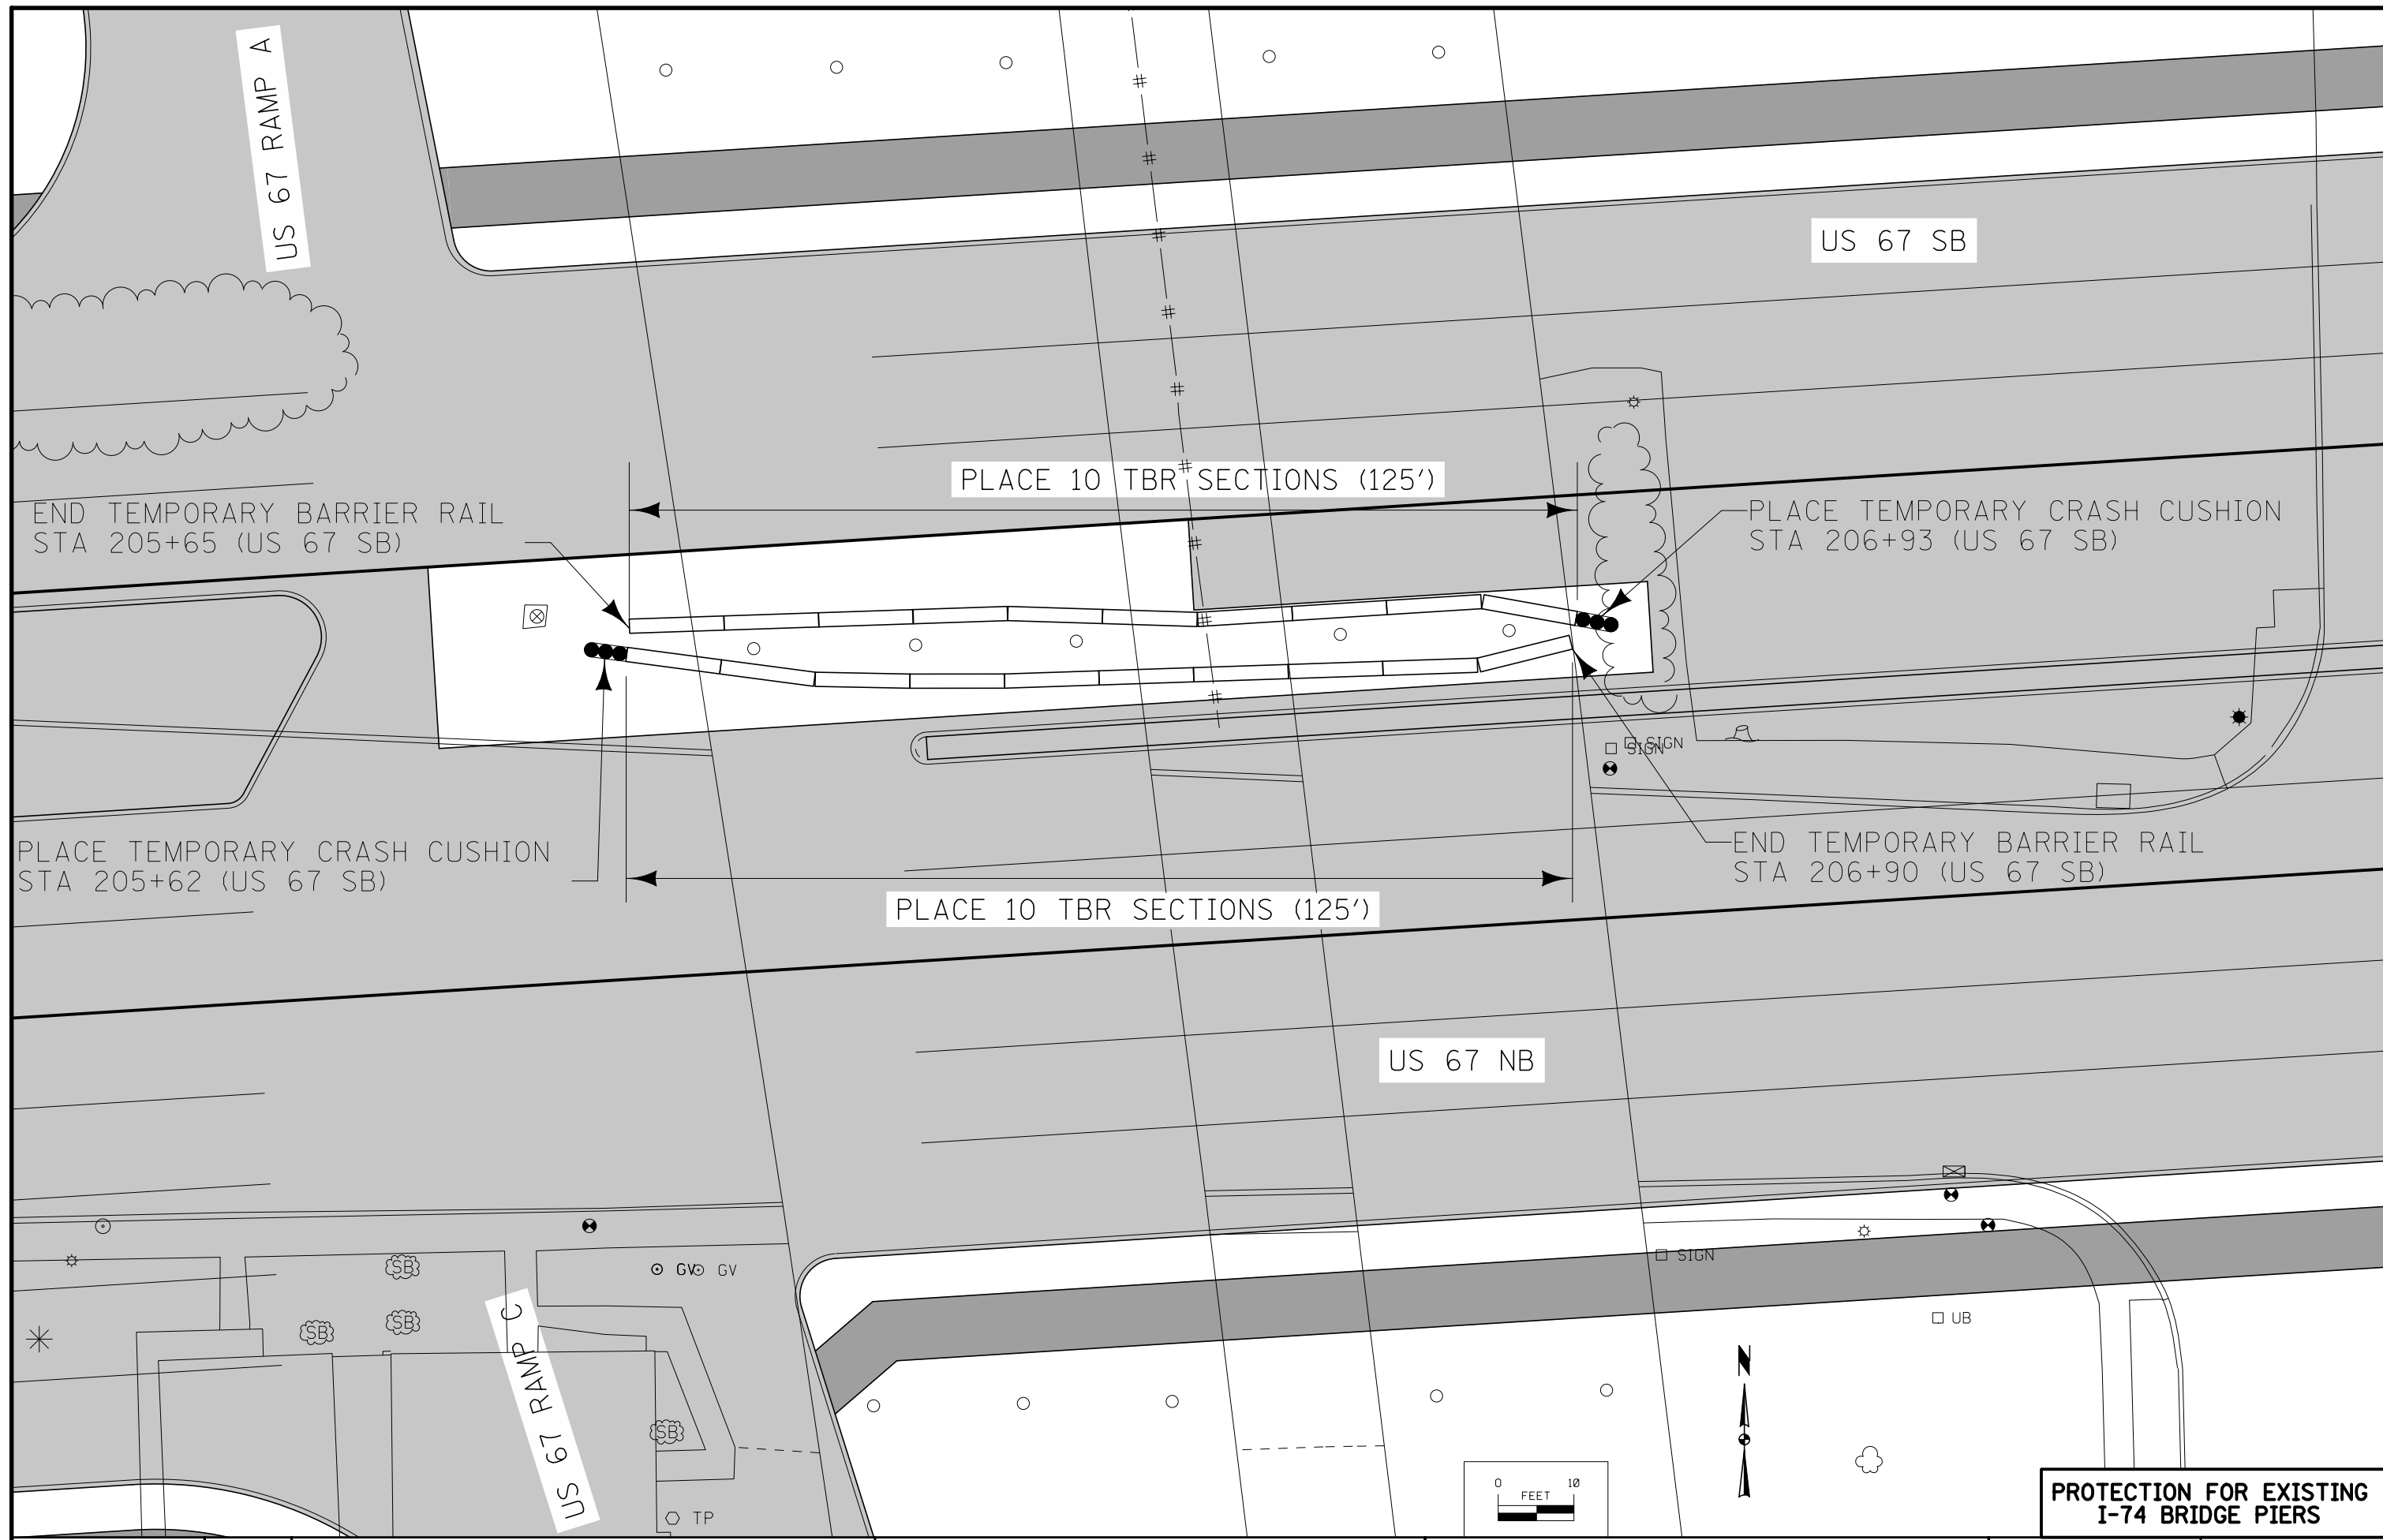 US 67 RAMP A
US 67 SB
PLACE 10 TBR SECTIONS (125')
END TEMPORARY BARRIER RAIL
STA 205+65 (US 67 SB)
PLACE TEMPORARY CRASH CUSHION
STA 206+93 (US 67 SB)
SIGN
SIGN
PLACE TEMPORARY CRASH CUSHION
STA 205+62 (US 67 SB)
END TEMPORARY BARRIER RAIL
STA 206+90 (US 67 SB)
PLACE 10 TBR SECTIONS (125')
US 67 NB
SB
GV
GV
SIGN
SB
SB
UB
US 67 RAMP C
N
SB
0 10
FEET
TP
PROTECTION FOR EXISTING
I-74 BRIDGE PIERS